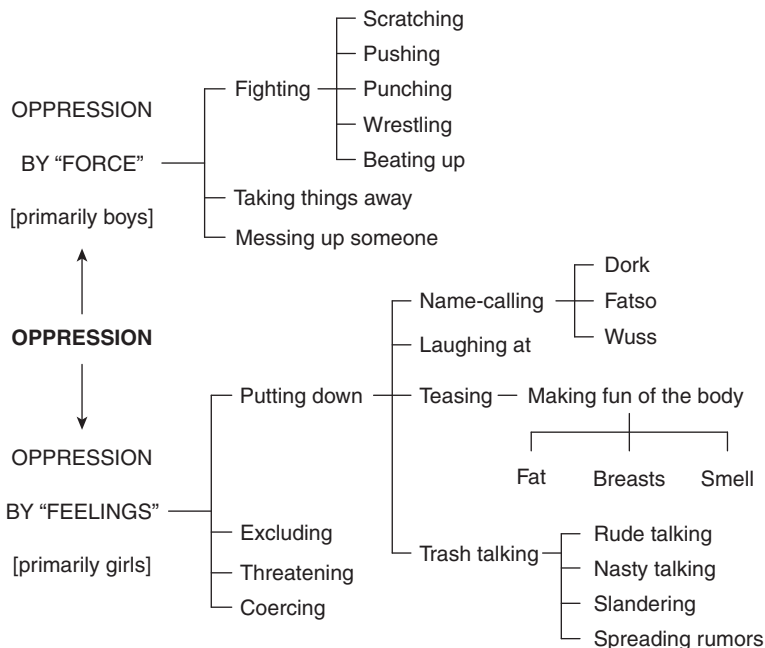 Scratching
Pushing
Fighting
Punching
Wrestling
Beating up
OPPRESSION
BY “FORCE”
[primarily boys]
Taking things away
Messing up someone
OPPRESSION
Name-calling
Dork
Fatso
Wuss
Laughing at
Putting down
Teasing
Making fun of the body
Fat
Breasts
Smell
OPPRESSION
BY “FEELINGS”
[primarily girls]
Excluding
Threatening
Coercing
Trash talking
Rude talking
Nasty talking
Slandering
Spreading rumors